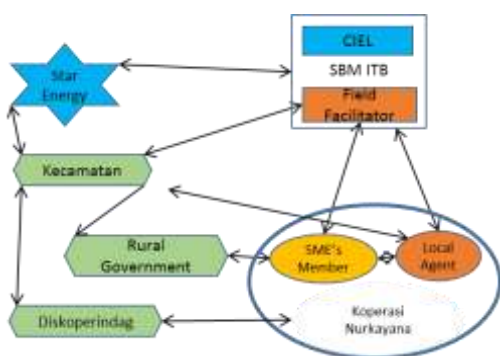 CIEL
SBM ITB
Field
Facilitator
Star
Energy
Kecamatan
Rural
Government
SME's
Member
Local
Agent
Koperasi
Nurkayana
Diskoperindag